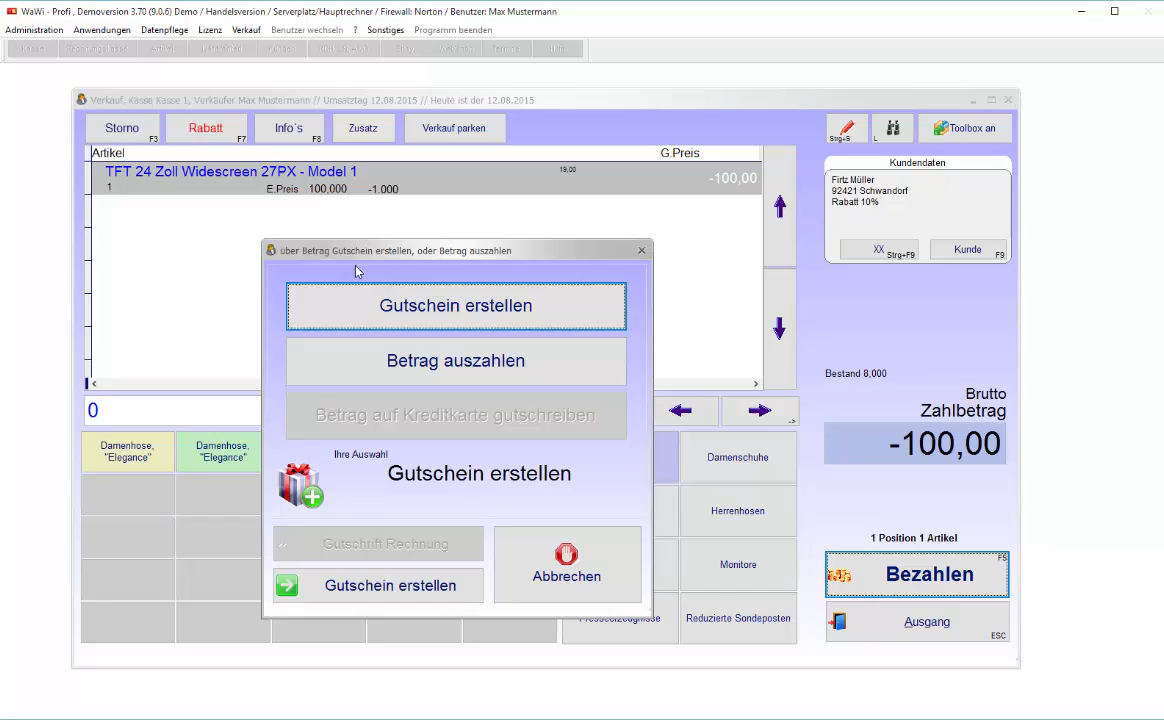 WaWi - Profi , Demoversion 3.70 (9.0.6) Demo / Handelsversion / Serverplatz/Hauptrechner / Firewall: Norton / Benutzer: Max Mustermann
Administration Anwendungen Datenpflege Lizenz Verkauf Benutzer wechseln ? Sonstiges Programm beenden
Verkauf, Kasse Kasse 1, Verkäufer Max Mustermann // Umsatztag 12.08.2015 // Heute ist der 12.08.2015
Storno F3 Rabatt F7 Info´s F8 Zusatz Verkauf parken Strg+S L Toolbox an
Artikel G.Preis
TFT 24 Zoll Widescreen 27PX - Model 1 19,00 -100,00
1 E.Preis 100,000 -1.000
Kundendaten
Firtz Müller
92421 Schwandorf
Rabatt 10%
XX Strg+F9 Kunde F9
über Betrag Gutschein erstellen, oder Betrag auszahlen
Gutschein erstellen
Betrag auszahlen
Betrag auf Kreditkarte gutschreiben
Ihre Auswahl
Gutschein erstellen
Gutschrift Rechnung
Gutschein erstellen
Abbrechen
Bestand 8,000
Brutto
Zahlbetrag
-100,00
0
Damenhose, "Elegance"
Damenhose, "Elegance"
Damenschuhe
Herrenhosen
Monitore
Reduzierte Sondeposten
1 Position 1 Artikel
Bezahlen F5
Ausgang ESC